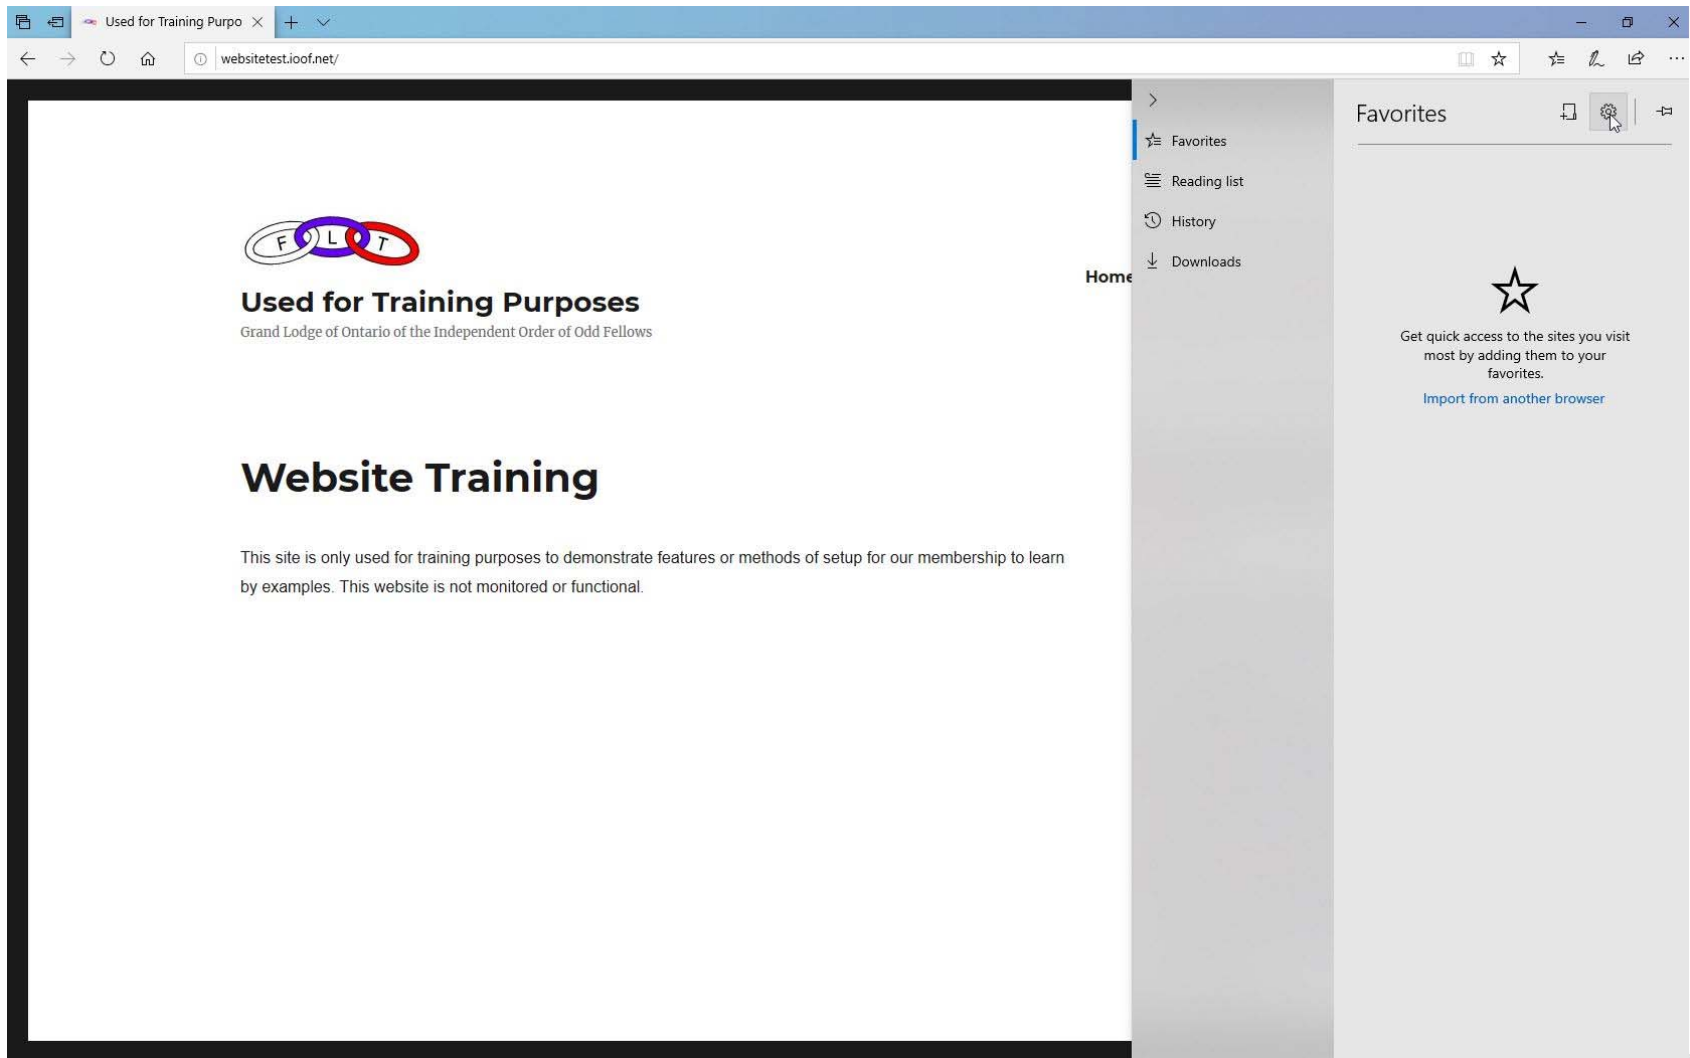 Used for Training Purpo
websitetest.ioof.net/
F L T
Used for Training Purposes
Grand Lodge of Ontario of the Independent Order of Odd Fellows
Home
Website Training
This site is only used for training purposes to demonstrate features or methods of setup for our membership to learn
by examples. This website is not monitored or functional.
Favorites
Reading list
History
Downloads
Favorites
Get quick access to the sites you visit
most by adding them to your
favorites.
Import from another browser